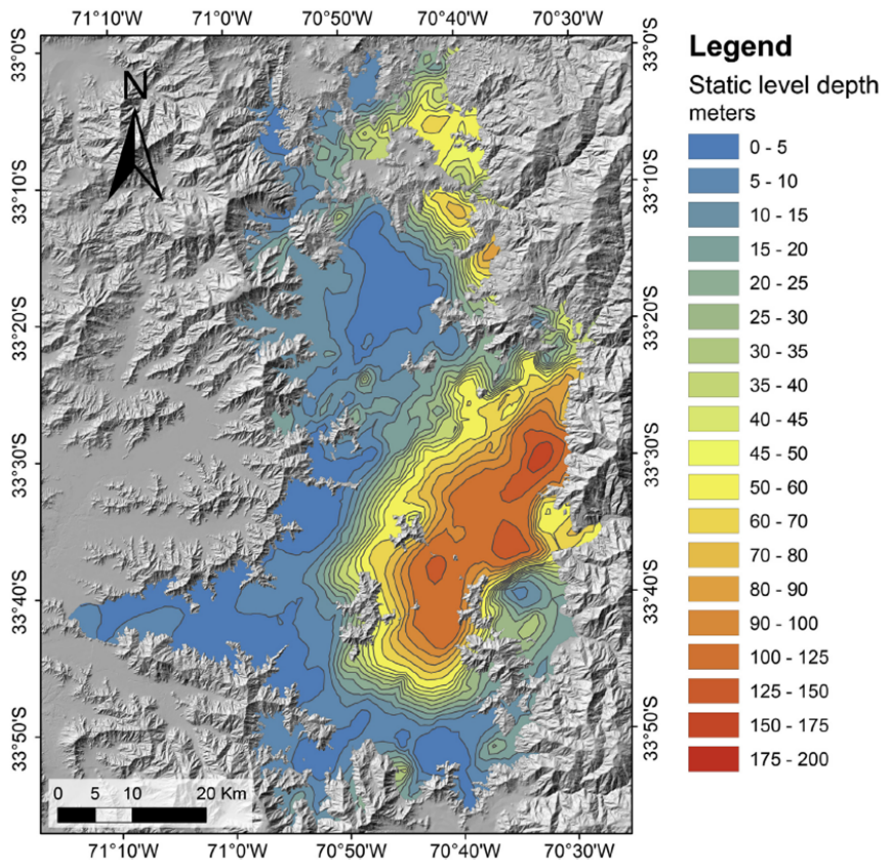 71°10'W 71°0'W 70°50'W 70°40'W 70°30'W
33°0'S
33°10'S
33°20'S
33°30'S
33°40'S
33°50'S
N
33°0'S
33°10'S
33°20'S
33°30'S
33°40'S
33°50'S
0 5 10 20 Km
71°10'W 71°0'W 70°50'W 70°40'W 70°30'W
Legend
Static level depth
meters
0 - 5
5 - 10
10 - 15
15 - 20
20 - 25
25 - 30
30 - 35
35 - 40
40 - 45
45 - 50
50 - 60
60 - 70
70 - 80
80 - 90
90 - 100
100 - 125
125 - 150
150 - 175
175 - 200